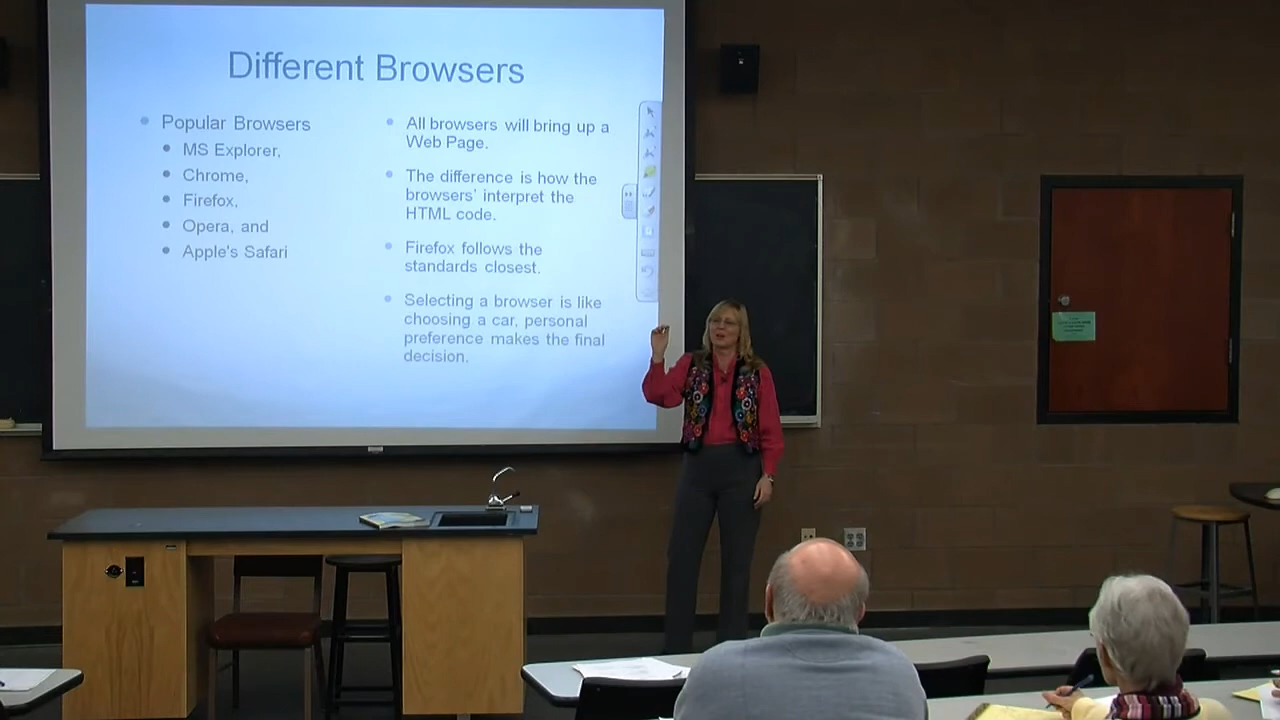 Different Browsers
Popular Browsers
MS Explorer,
Chrome,
Firefox,
Opera, and
Apple's Safari
All browsers will bring up a
Web Page.
The difference is how the
browsers' interpret the
HTML code.
Firefox follows the
standards closest.
Selecting a browser is like
choosing a car, personal
preference makes the final
decision.